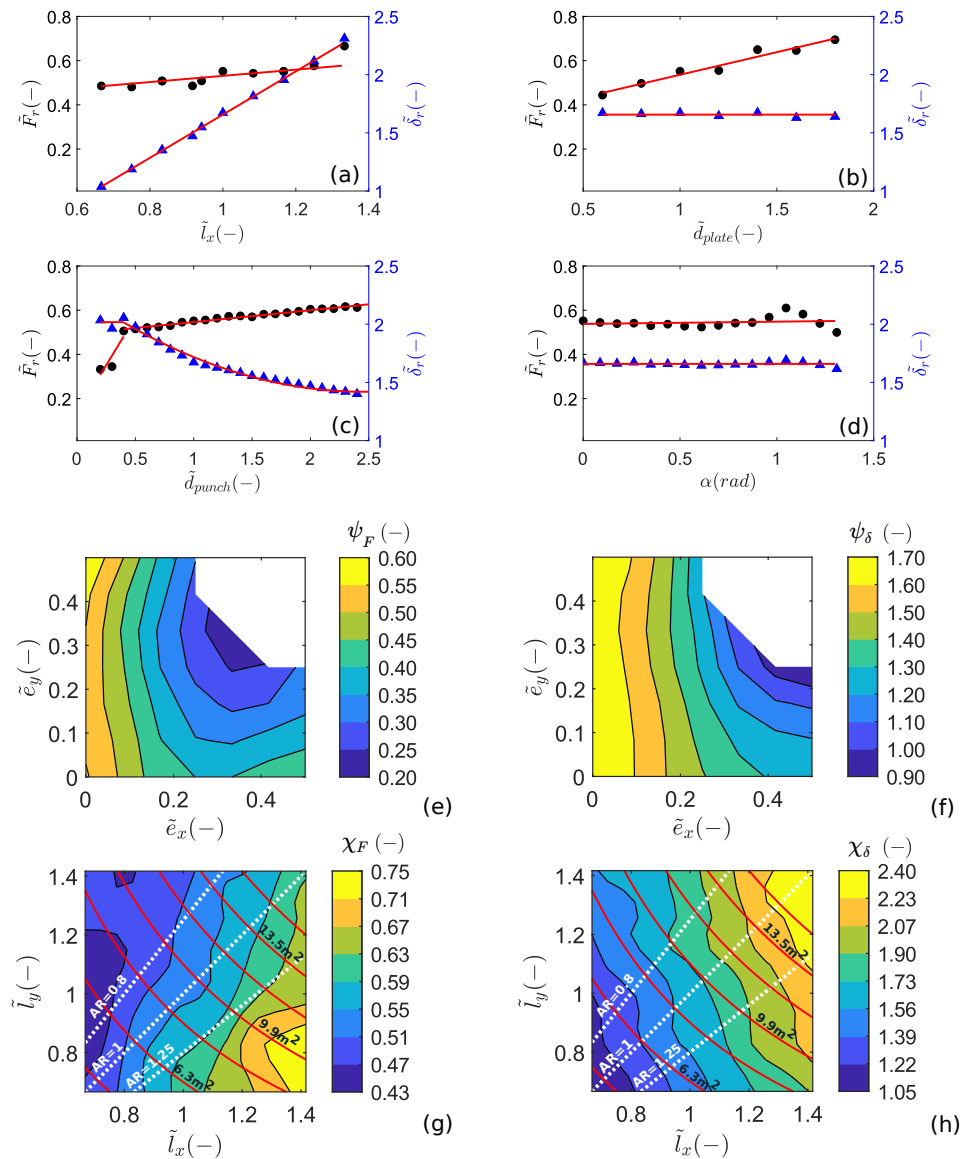 0.8 2.5
0.6 2
0.4 1.5
0.2 1
F̃r(−) δ̃r(−)
(a)
0.6 0.8 1 1.2 1.4
l̃x(−)
0.8 2.5
0.6 2
0.4 1.5
0.2 1
F̃r(−) δ̃r(−)
(b)
0.5 1 1.5 2
d̃plate(−)
0.8 2.5
0.6 2
0.4 1.5
0.2 1
F̃r(−) δ̃r(−)
(c)
0 0.5 1 1.5 2 2.5
d̃punch(−)
0.8 2.5
0.6 2
0.4 1.5
0.2 1
F̃r(−) δ̃r(−)
(d)
0 0.5 1 1.5
α(rad)
ψF (−)
0.60
0.55
0.50
0.45
0.40
0.35
0.30
0.25
0.20
0.4
0.3
0.2
0.1
0
ẽy(−)
0 0.2 0.4
ẽx(−)
(e)
ψδ (−)
1.70
1.60
1.50
1.40
1.30
1.20
1.10
1.00
0.90
0.4
0.3
0.2
0.1
0
ẽy(−)
0 0.2 0.4
ẽx(−)
(f)
χF (−)
0.75
0.71
0.67
0.63
0.59
0.55
0.51
0.47
0.43
1.4
1.2
1
0.8
l̃y(−)
AR=0.8
AR=1
AR=1.25
13.5m2
9.9m2
6.3m2
0.8 1 1.2 1.4
l̃x(−)
(g)
χδ (−)
2.40
2.07
1.90
1.73
1.56
1.39
1.22
1.05
1.4
1.2
1
0.8
l̃y(−)
AR=0.8
AR=1
AR=1.25
13.5m2
9.9m2
6.3m2
0.8 1 1.2 1.4
l̃x(−)
(h)